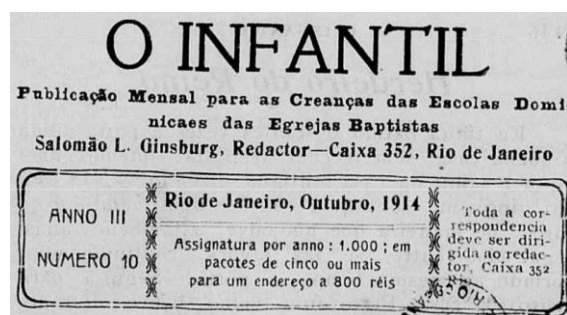 O INFANTIL
Publicação Mensal para as Creanças das Escolas Domi-
nicaes das Egrejas Baptistas
Salomão L. Ginsburg, Redactor—Caixa 352, Rio de Janeiro
ANNO III
NUMERO 10
Rio de Janeiro, Outubro, 1914
Assignatura por anno : 1.000 ; em
pacotes de cinco ou mais
para um endereço a 800 réis
Toda a cor-
respondencia
deve ser diri-
gida ao redac-
tor, Caixa 352